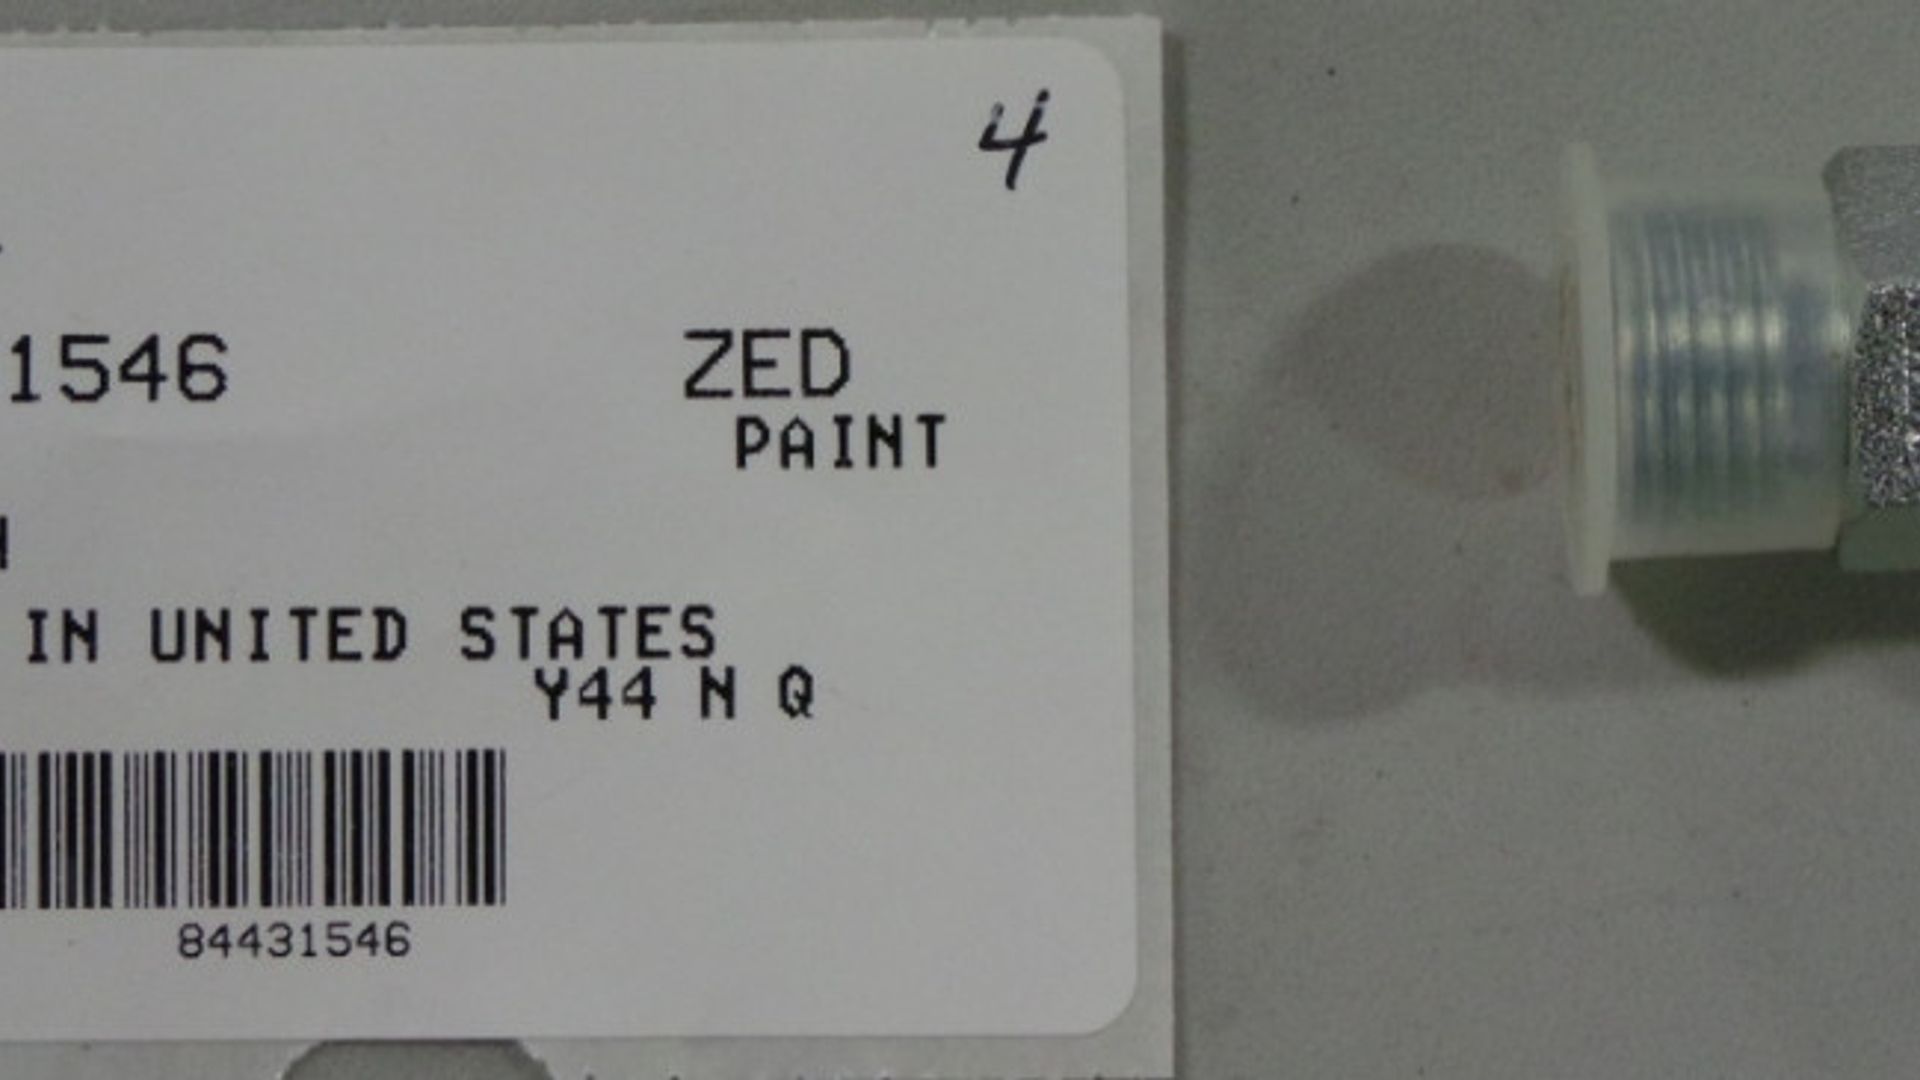 4
1546 ZED
PAINT
IN UNITED STATES
Y44 N Q
84431546